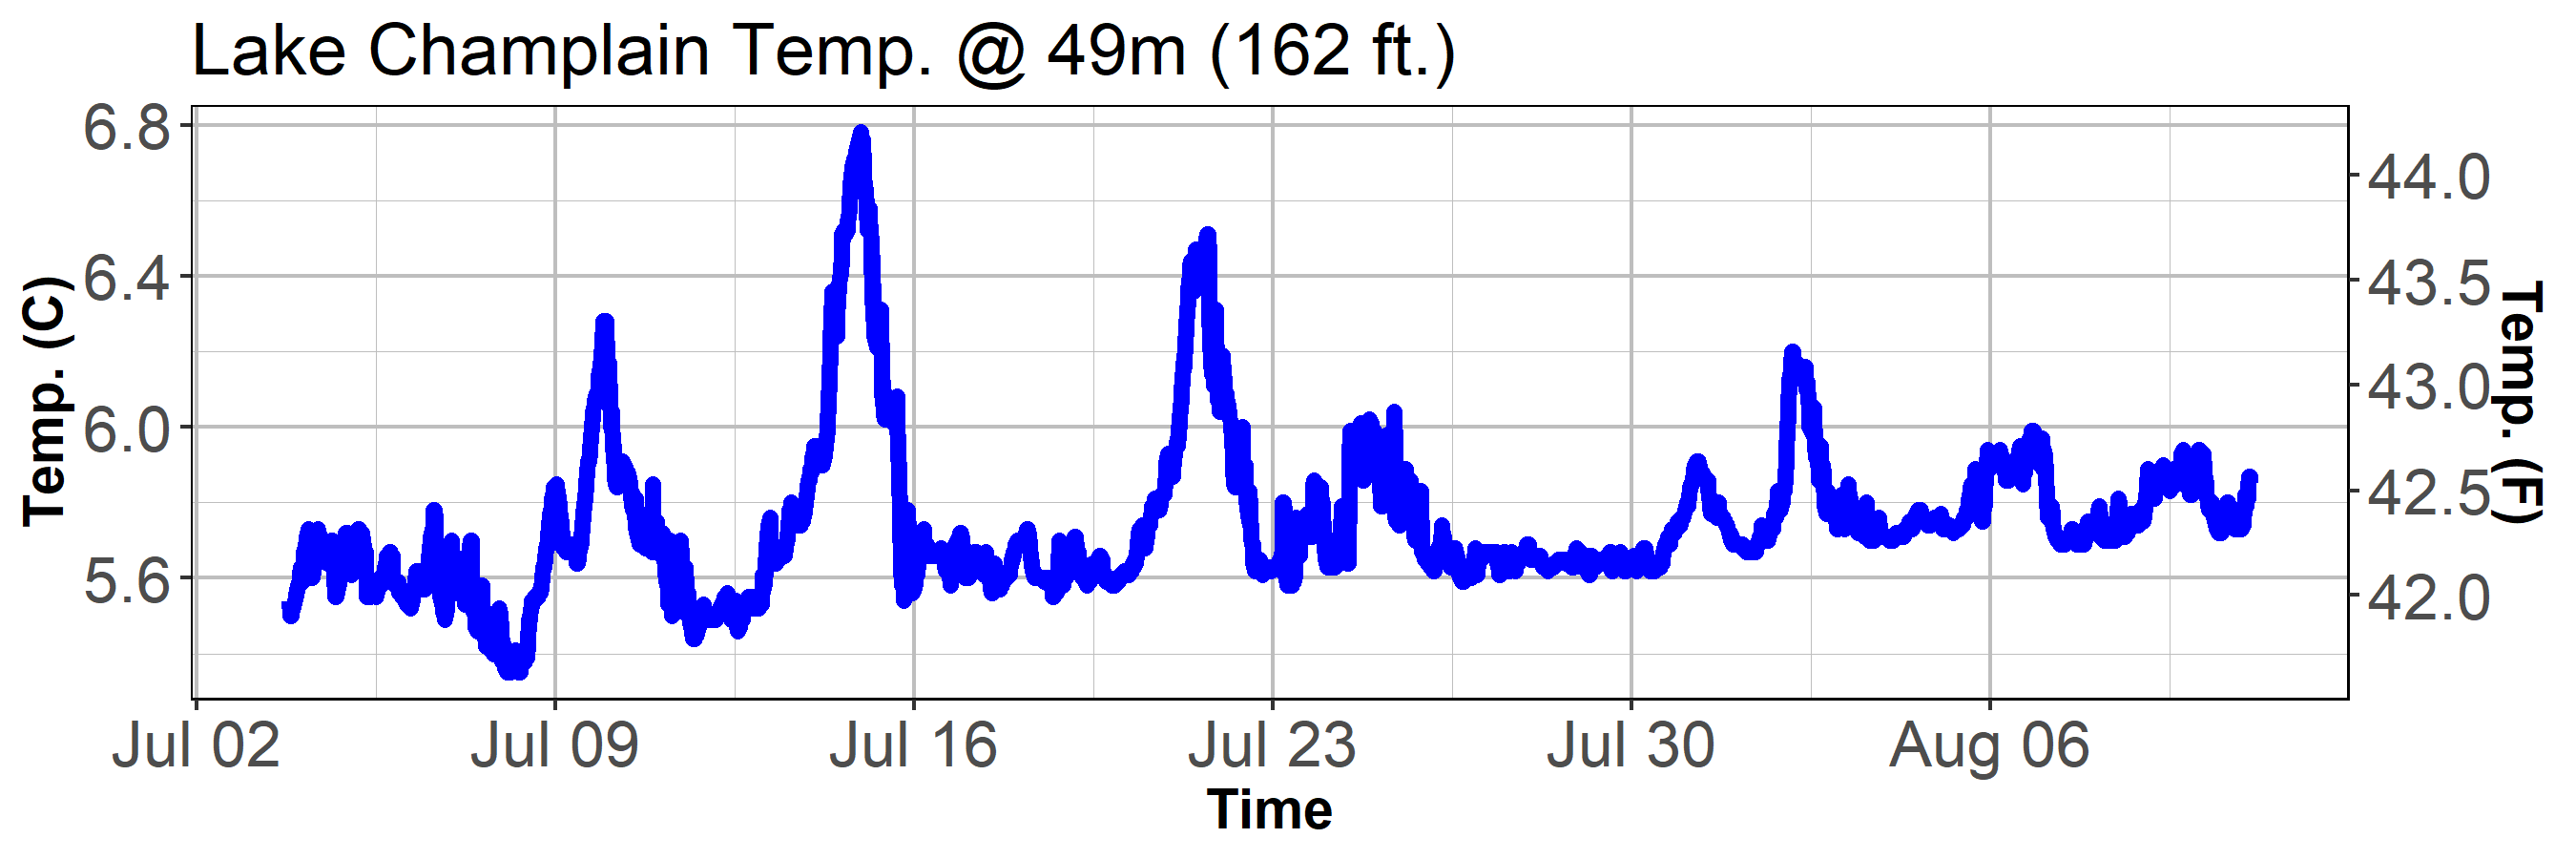 Lake Champlain Temp. @ 49m (162 ft.)
6.8
6.4
6.0
5.6
Temp. (C)
44.0
43.5
43.0
42.5
42.0
Temp. (F)
Jul 02 Jul 09 Jul 16 Jul 23 Jul 30 Aug 06
Time